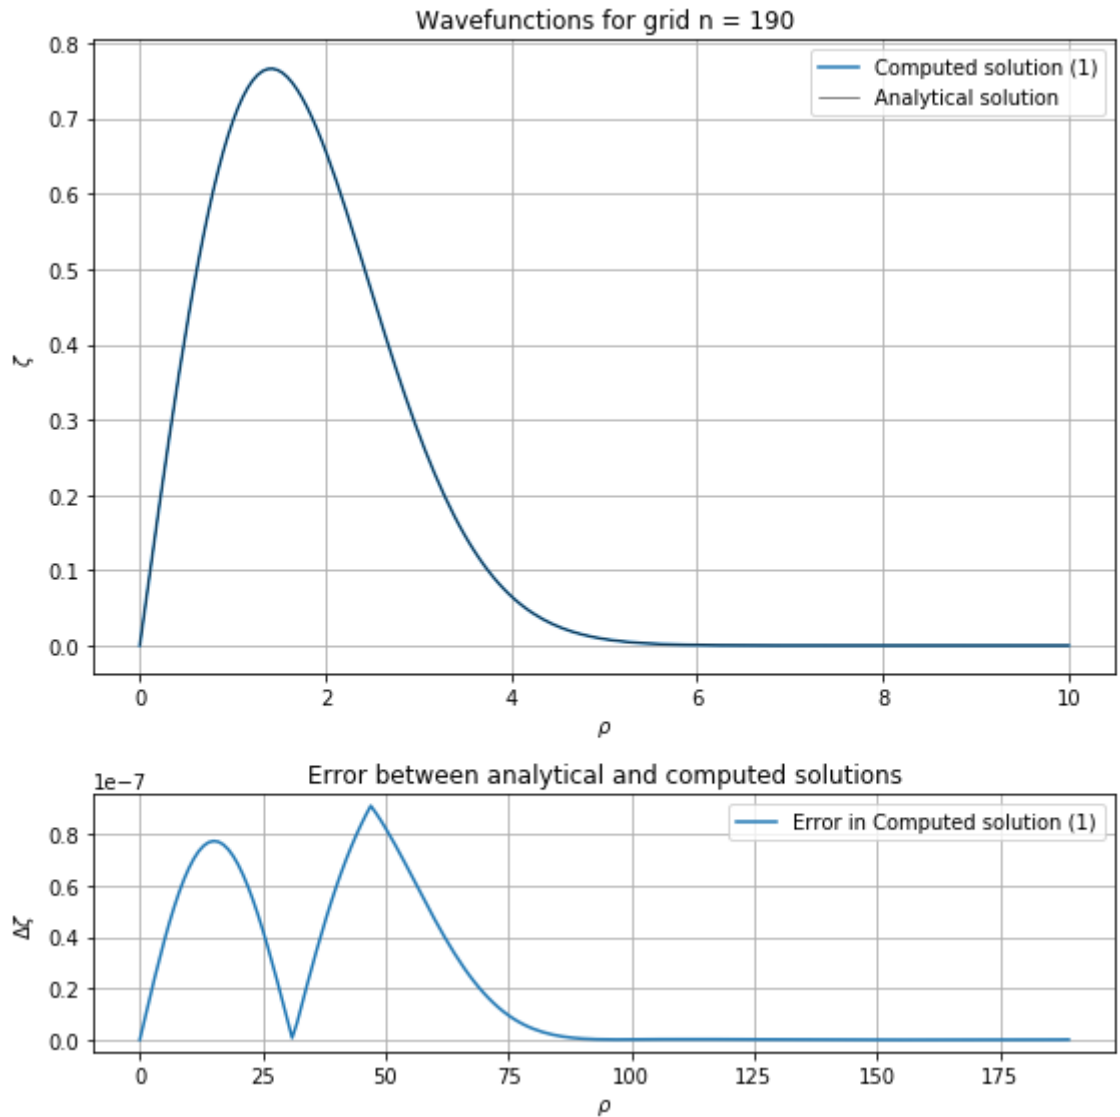 Wavefunctions for grid n = 190
0.8
0.7
0.6
0.5
0.4
0.3
0.2
0.1
0.0
ζ
Computed solution (1)
Analytical solution
0 2 4 6 8 10
ρ
Error between analytical and computed solutions
1e−7
0.8
0.6
0.4
0.2
0.0
Δζ
Error in Computed solution (1)
0 25 50 75 100 125 150 175
ρ